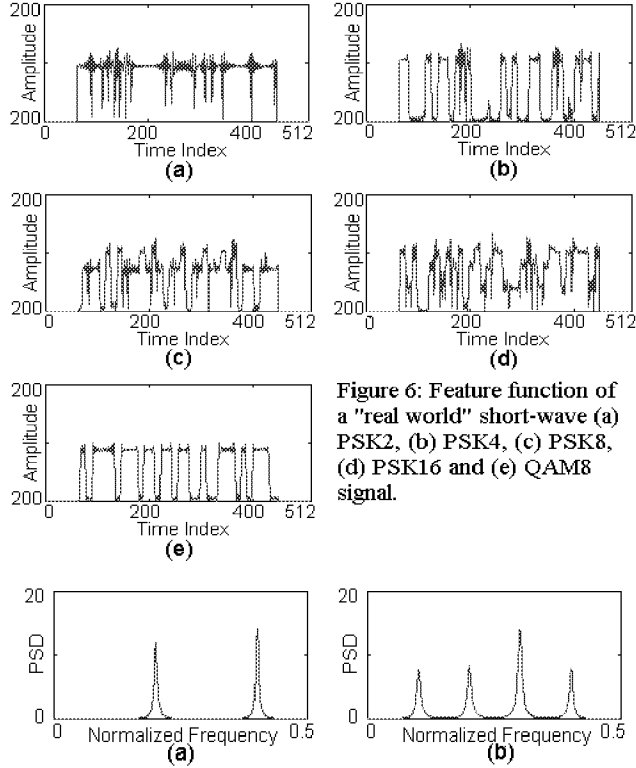 200
Amplitude
200
0 200 400 512
Time Index
(a)
200
Amplitude
200
0 200 400 512
Time Index
(b)
200
Amplitude
200
0 200 400 512
Time Index
(c)
200
Amplitude
200
0 200 400 512
Time Index
(d)
200
Amplitude
200
0 200 400 512
Time Index
(e)
Figure 6: Feature function of
a "real world" short-wave (a)
PSK2, (b) PSK4, (c) PSK8,
(d) PSK16 and (e) QAM8
signal.
20
PSD
0
0 Normalized Frequency 0.5
(a)
20
PSD
0
0 Normalized Frequency 0.5
(b)